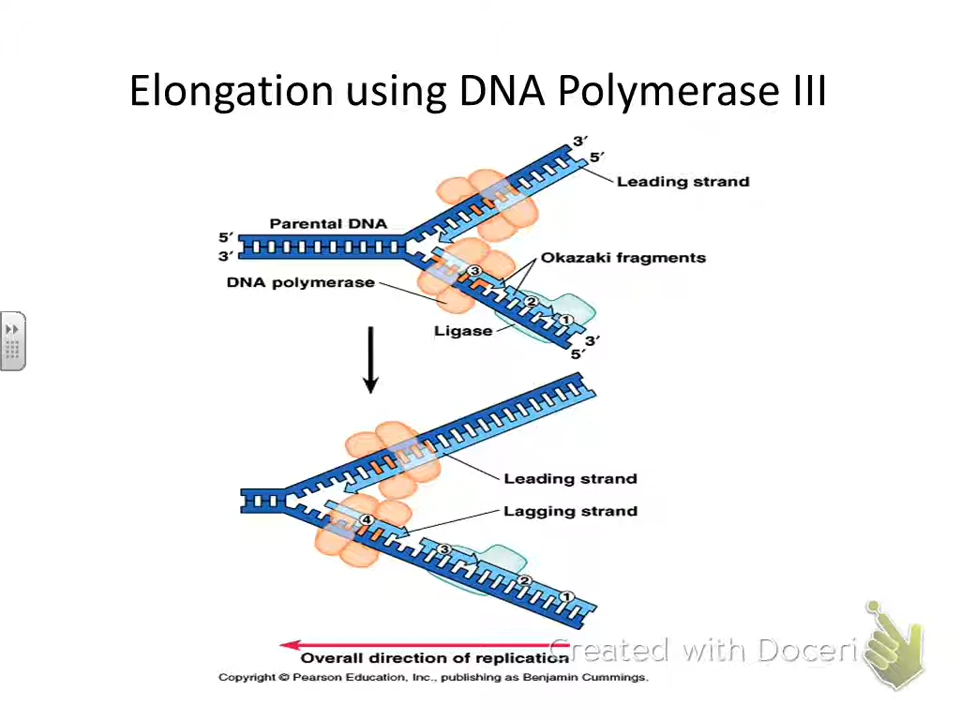 Elongation using DNA Polymerase III
3′
5′
Leading strand
Parental DNA
5′
3′
Okazaki fragments
DNA polymerase
3
2
1
Ligase
3′
5′
Leading strand
Lagging strand
4
3
2
1
Overall direction of replication
Created with Doceri
Copyright © Pearson Education, Inc., publishing as Benjamin Cummings.